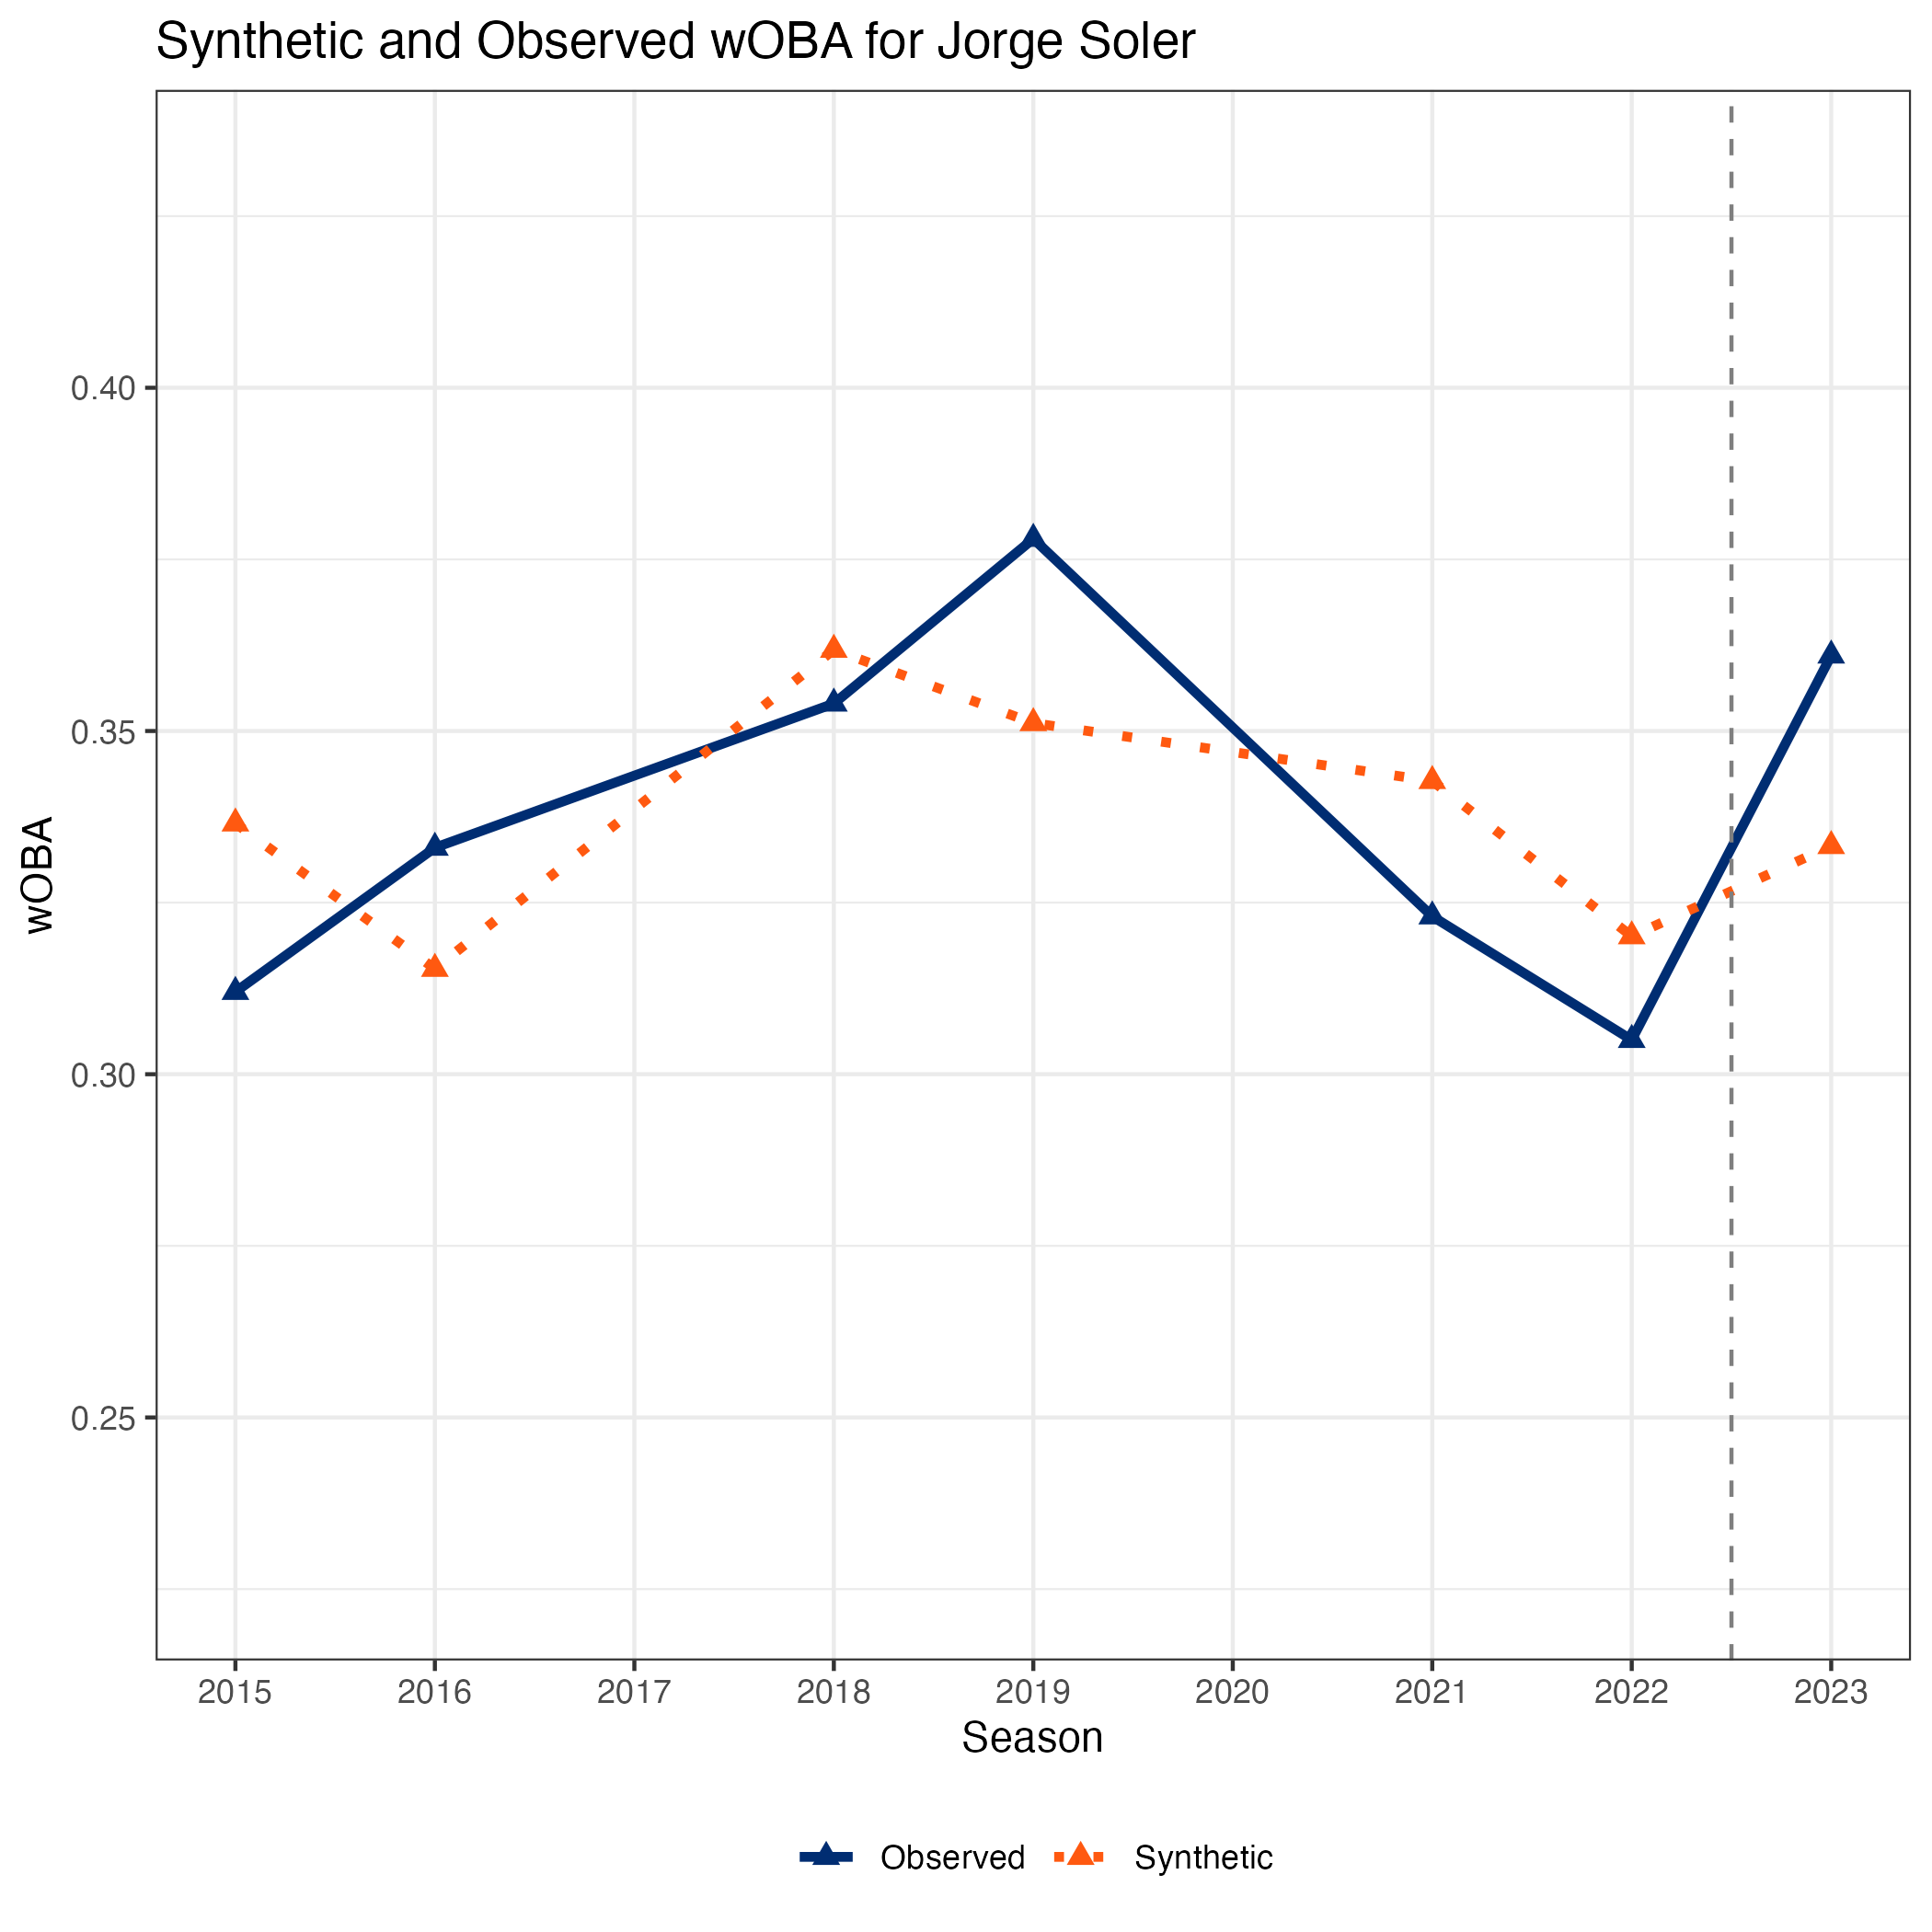 Synthetic and Observed wOBA for Jorge Soler
wOBA
0.40
0.35
0.30
0.25
2015 2016 2017 2018 2019 2020 2021 2022 2023
Season
Observed Synthetic